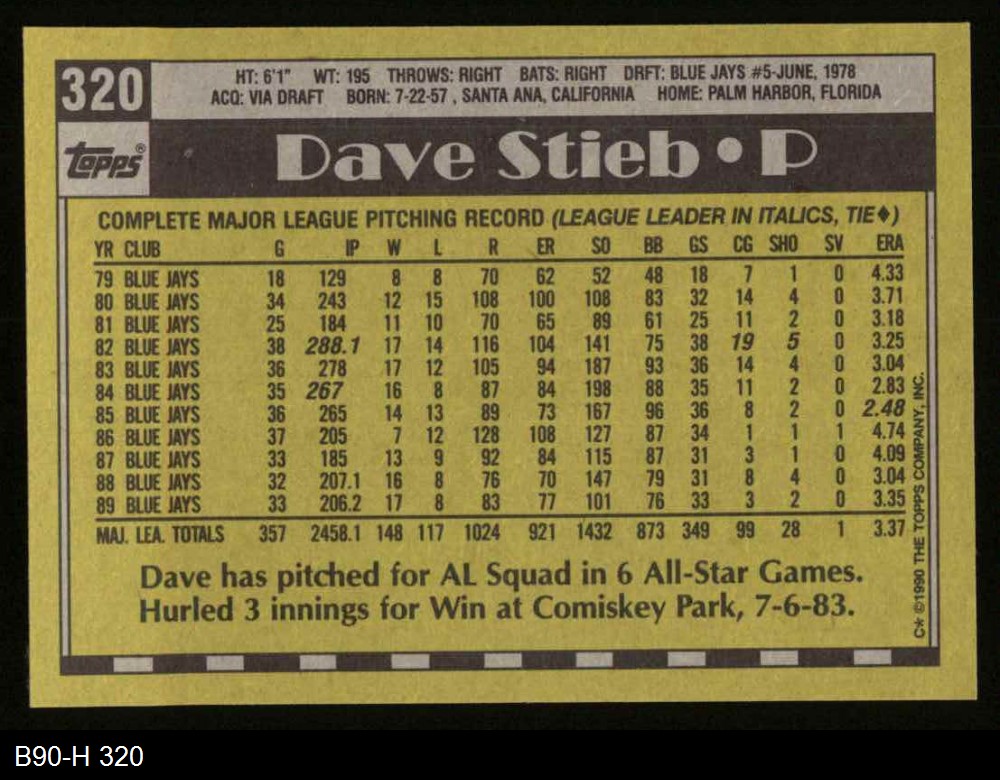 320
HT: 6'1" WT: 195 THROWS: RIGHT BATS: RIGHT DRFT: BLUE JAYS #5-JUNE, 1978
ACQ: VIA DRAFT BORN: 7-22-57 , SANTA ANA, CALIFORNIA HOME: PALM HARBOR, FLORIDA
TOPPS®
Dave Stieb • P
COMPLETE MAJOR LEAGUE PITCHING RECORD (LEAGUE LEADER IN ITALICS, TIE♦)
YR CLUB G IP W L R ER SO BB GS CG SHO SV ERA
79 BLUE JAYS 18 129 8 8 70 62 52 48 18 7 1 0 4.33
80 BLUE JAYS 34 243 12 15 108 100 108 83 32 14 4 0 3.71
81 BLUE JAYS 25 184 11 10 70 65 89 61 25 11 2 0 3.18
82 BLUE JAYS 38 288.1 17 14 116 104 141 75 38 19 5 0 3.25
83 BLUE JAYS 36 278 17 12 105 94 187 93 36 14 4 0 3.04
84 BLUE JAYS 35 267 16 8 87 84 198 88 35 11 2 0 2.83
85 BLUE JAYS 36 265 14 13 89 73 167 96 36 8 2 0 2.48
86 BLUE JAYS 37 205 7 12 128 108 127 87 34 1 1 1 4.74
87 BLUE JAYS 33 185 13 9 92 84 115 87 31 3 1 0 4.09
88 BLUE JAYS 32 207.1 16 8 76 70 147 79 31 8 4 0 3.04
89 BLUE JAYS 33 206.2 17 8 83 77 101 76 33 3 2 0 3.35
MAJ. LEA. TOTALS 357 2458.1 148 117 1024 921 1432 873 349 99 28 1 3.37
Dave has pitched for AL Squad in 6 All-Star Games.
Hurled 3 innings for Win at Comiskey Park, 7-6-83.
C* ©1990 THE TOPPS COMPANY, INC.
B90-H 320